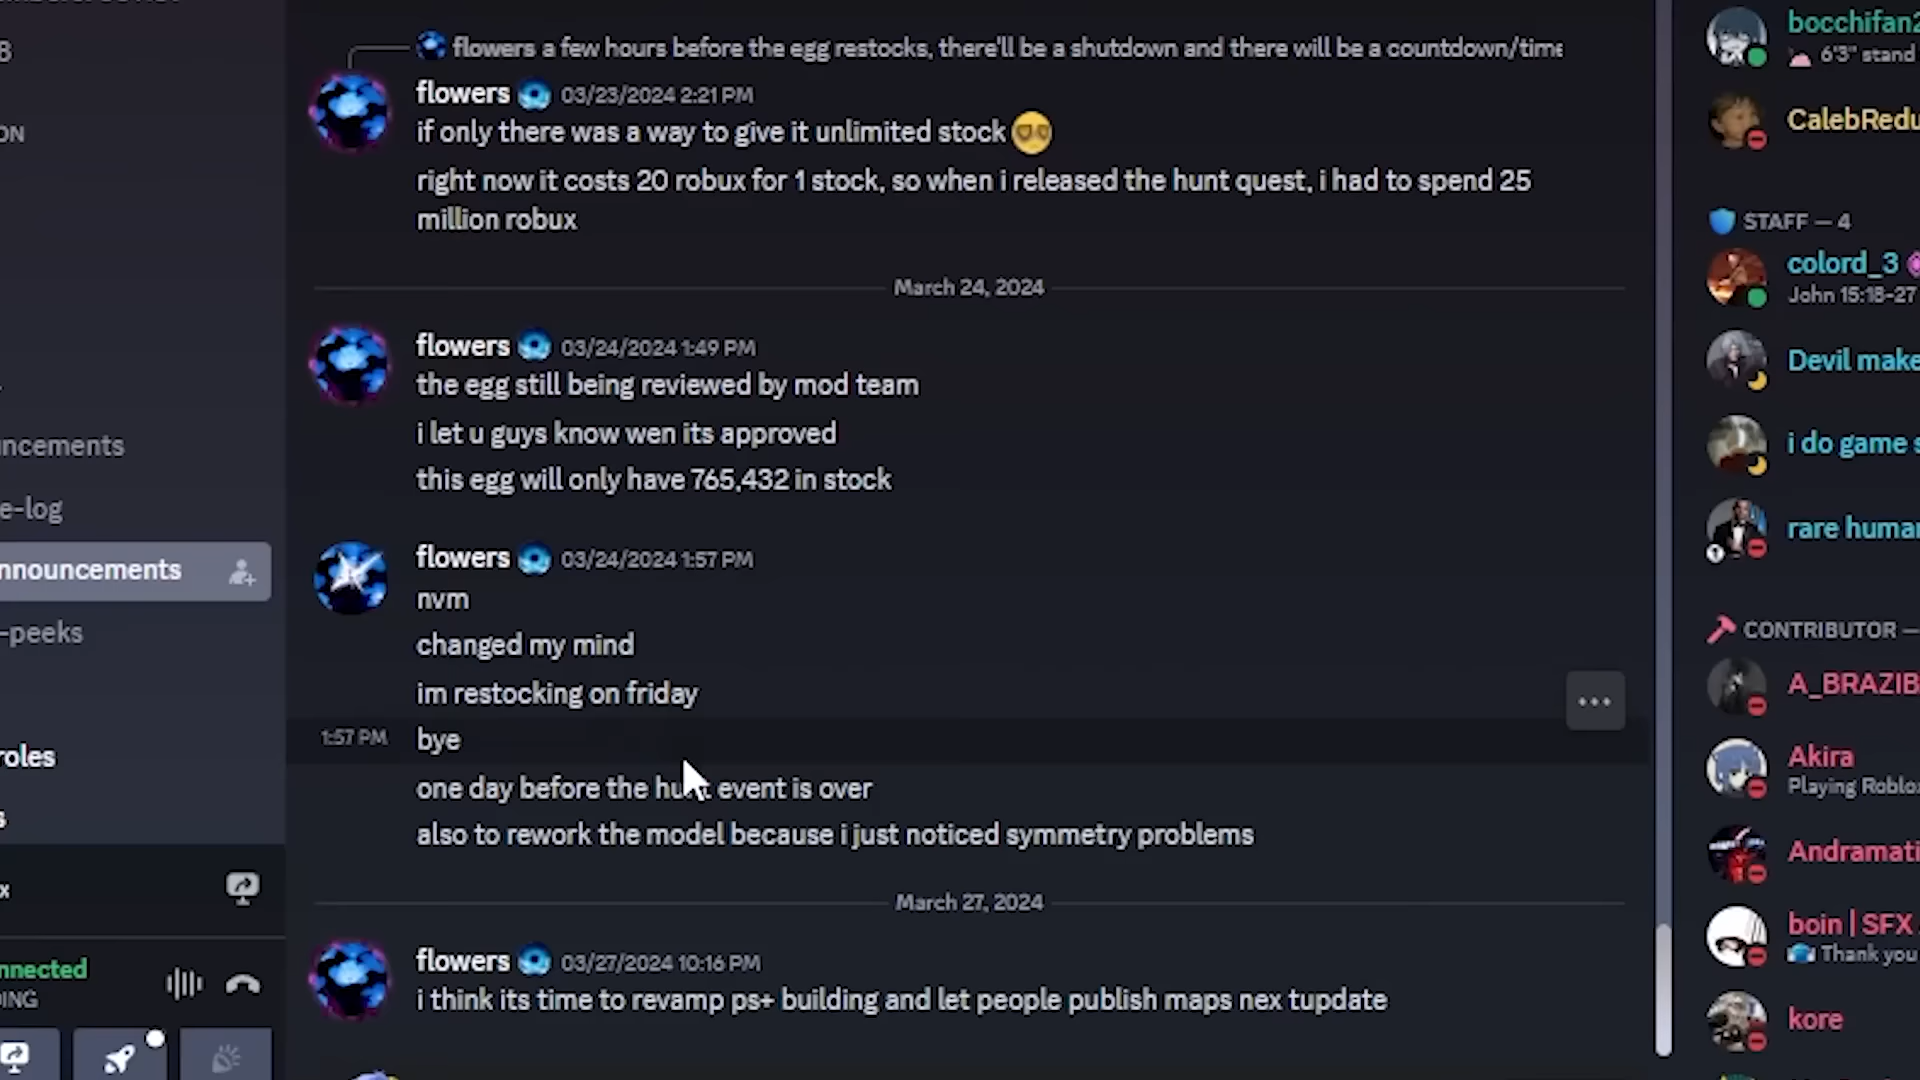 flowers a few hours before the egg restocks, there'll be a shutdown and there will be a countdown/time
flowers 03/23/2024 2:21 PM
if only there was a way to give it unlimited stock
right now it costs 20 robux for 1 stock, so when i released the hunt quest, i had to spend 25
million robux
March 24, 2024
flowers 03/24/2024 1:49 PM
the egg still being reviewed by mod team
i let u guys know wen its approved
this egg will only have 765,432 in stock
flowers 03/24/2024 1:57 PM
nvm
changed my mind
im restocking on friday
1:57 PM bye
one day before the hunt event is over
also to rework the model because i just noticed symmetry problems
March 27, 2024
flowers 03/27/2024 10:16 PM
i think its time to revamp ps+ building and let people publish maps nex tupdate
ON
ncements
e-log
nnouncements
-peeks
roles
s
x
nnected
DING
bocchifan2
6'3" stand
CalebRedu
STAFF — 4
colord_3
John 15:18-27
Devil make
i do game s
rare human
CONTRIBUTOR —
A_BRAZIB
Akira
Playing Roblox
Andramati
boin | SFX
Thank you
kore